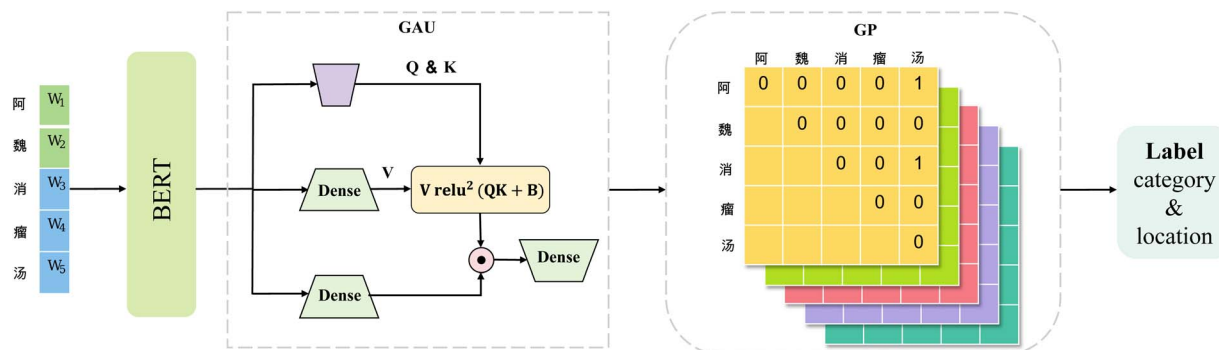 阿 W1
魏 W2
消 W3
瘤 W4
汤 W5
BERT
GAU
Q & K
Dense
V
V relu² (QK + B)
Dense
Dense
GP
阿 魏 消 瘤 汤
阿 0 0 0 0 1
魏 0 0 0 0
消 0 0 1
瘤 0 0
汤 0
Label
category
&
location